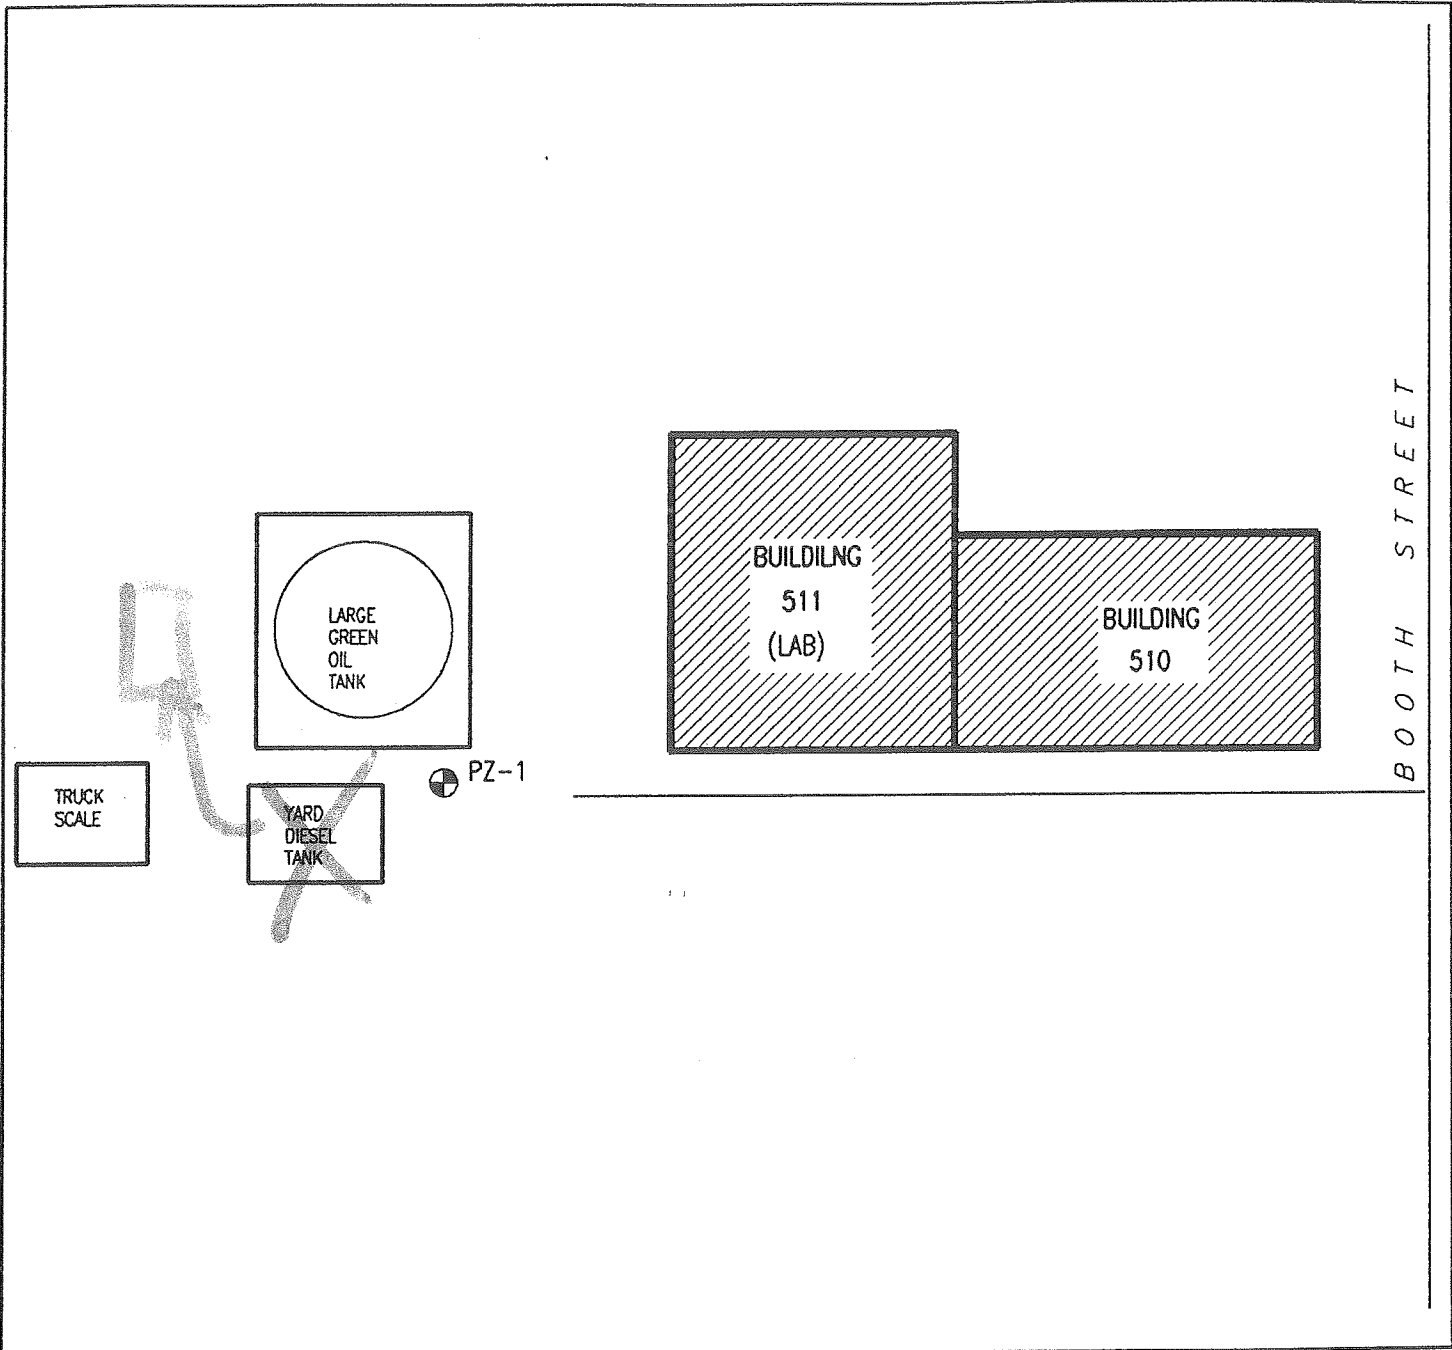 BUILDILNG
511
(LAB)
BUILDING
510
BOOTH STREET
LARGE
GREEN
OIL
TANK
PZ-1
TRUCK
SCALE
YARD
DIESEL
TANK